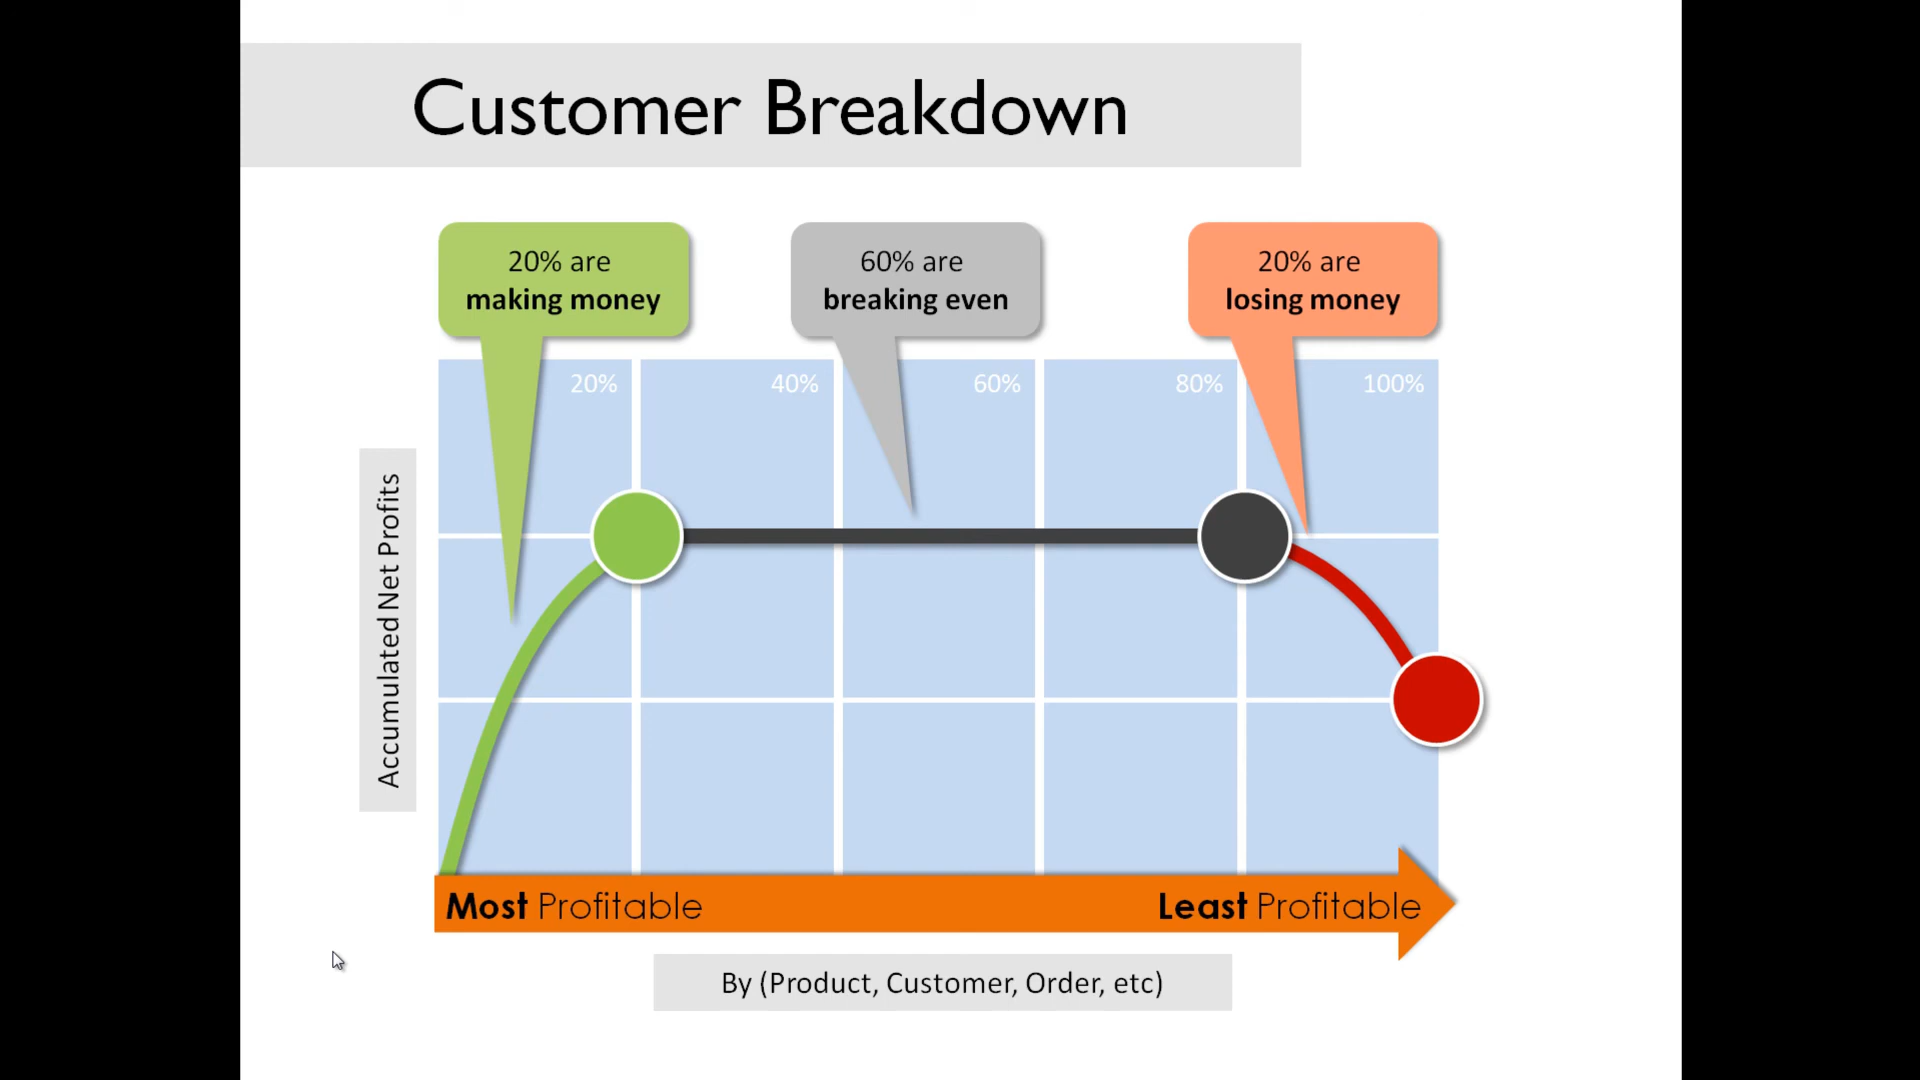 Customer Breakdown
20% are
making money
60% are
breaking even
20% are
losing money
20%
40%
60%
80%
100%
Accumulated Net Profits
Most Profitable
Least Profitable
By (Product, Customer, Order, etc)